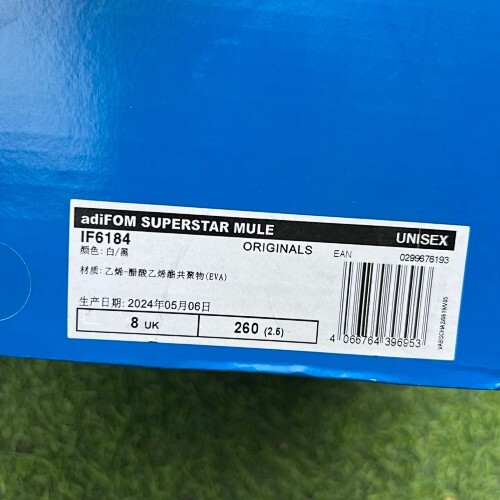 adiFOM SUPERSTAR MULE UNISEX
IF6184
ORIGINALS
EAN 0299676193
颜色: 白/黑
材质: 乙烯-醋酸乙烯酯共聚物(EVA)
生产日期: 2024年05月06日
8 UK
260 (2.5)
4 066764 396953